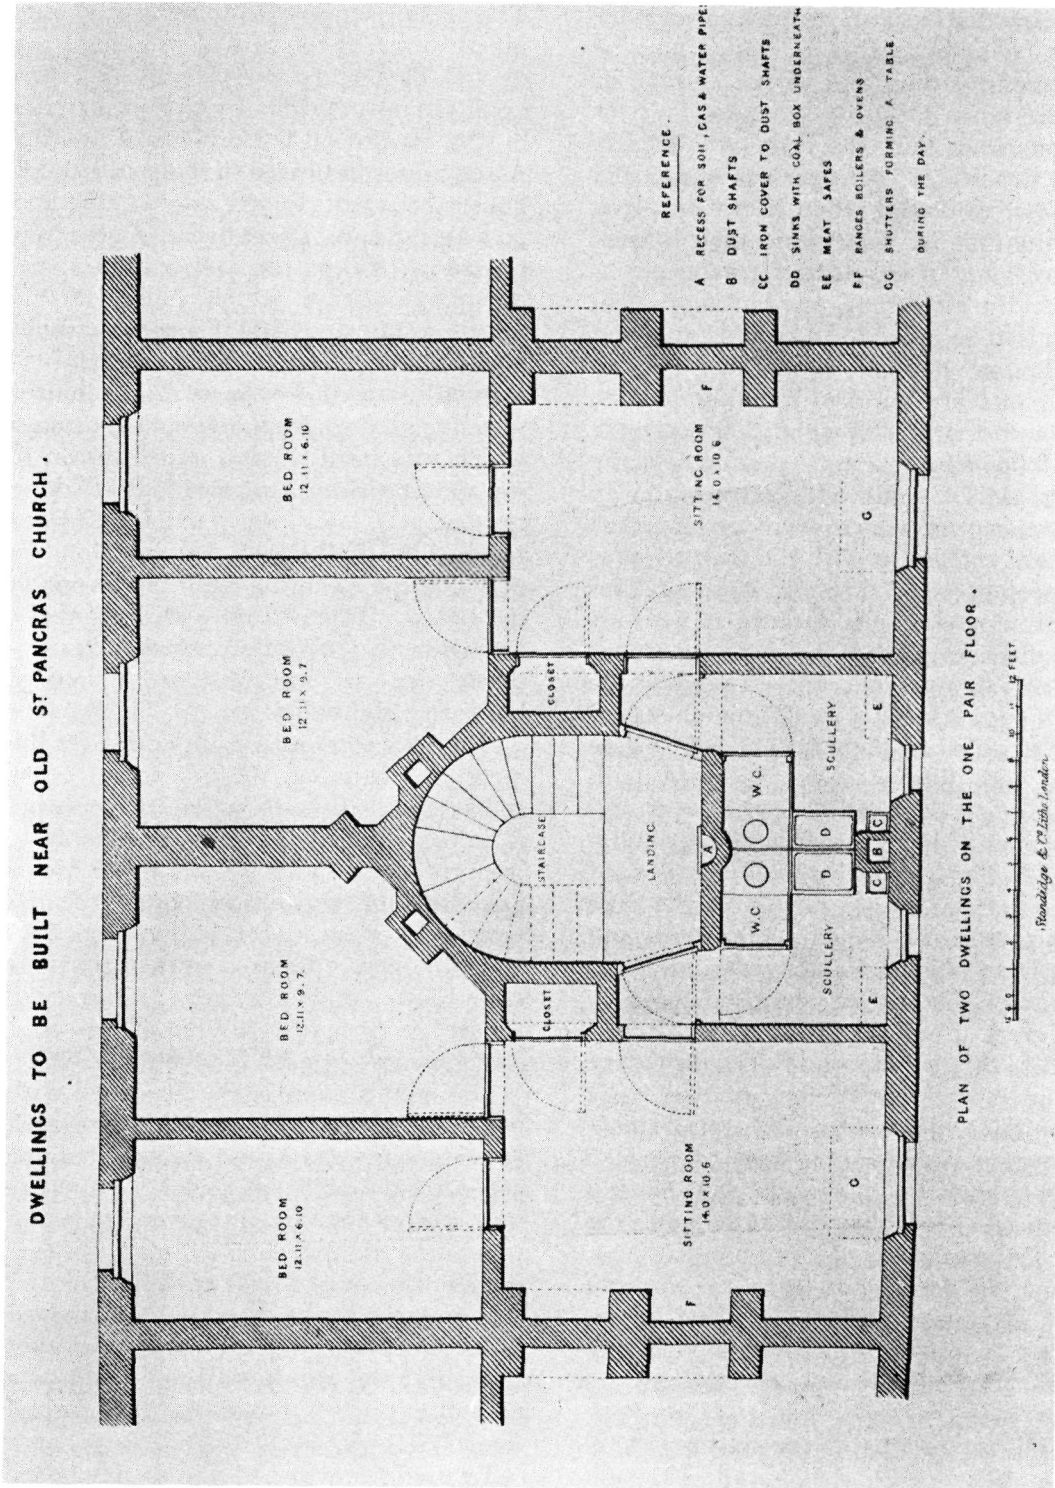 DWELLINGS TO BE BUILT NEAR OLD ST PANCRAS CHURCH.
BED ROOM
12.11 X 6.10
BED ROOM
12.11 X 9.7.
BED ROOM
12.11 X 9.7
BED ROOM
12.11 X 6.10
CLOSET
STAIRCASE
CLOSET
LANDING
A
SITTING ROOM
14.0 X 10.6
SITTING ROOM
14.0 X 10.6
F
F
W.C
W.C.
D
D
SCULLERY
SCULLERY
E
C
B
C
E
G
G
REFERENCE.
A RECESS FOR SOIL, GAS & WATER PIPE
B DUST SHAFTS
CC IRON COVER TO DUST SHAFTS
DD SINKS WITH COAL BOX UNDERNEATH
EE MEAT SAFES
FF RANGES BOILERS & OVENS
GG SHUTTERS FORMING A TABLE.
DURING THE DAY.
PLAN OF TWO DWELLINGS ON THE ONE PAIR FLOOR.
12 FEET
Standidge & Co. Litho London